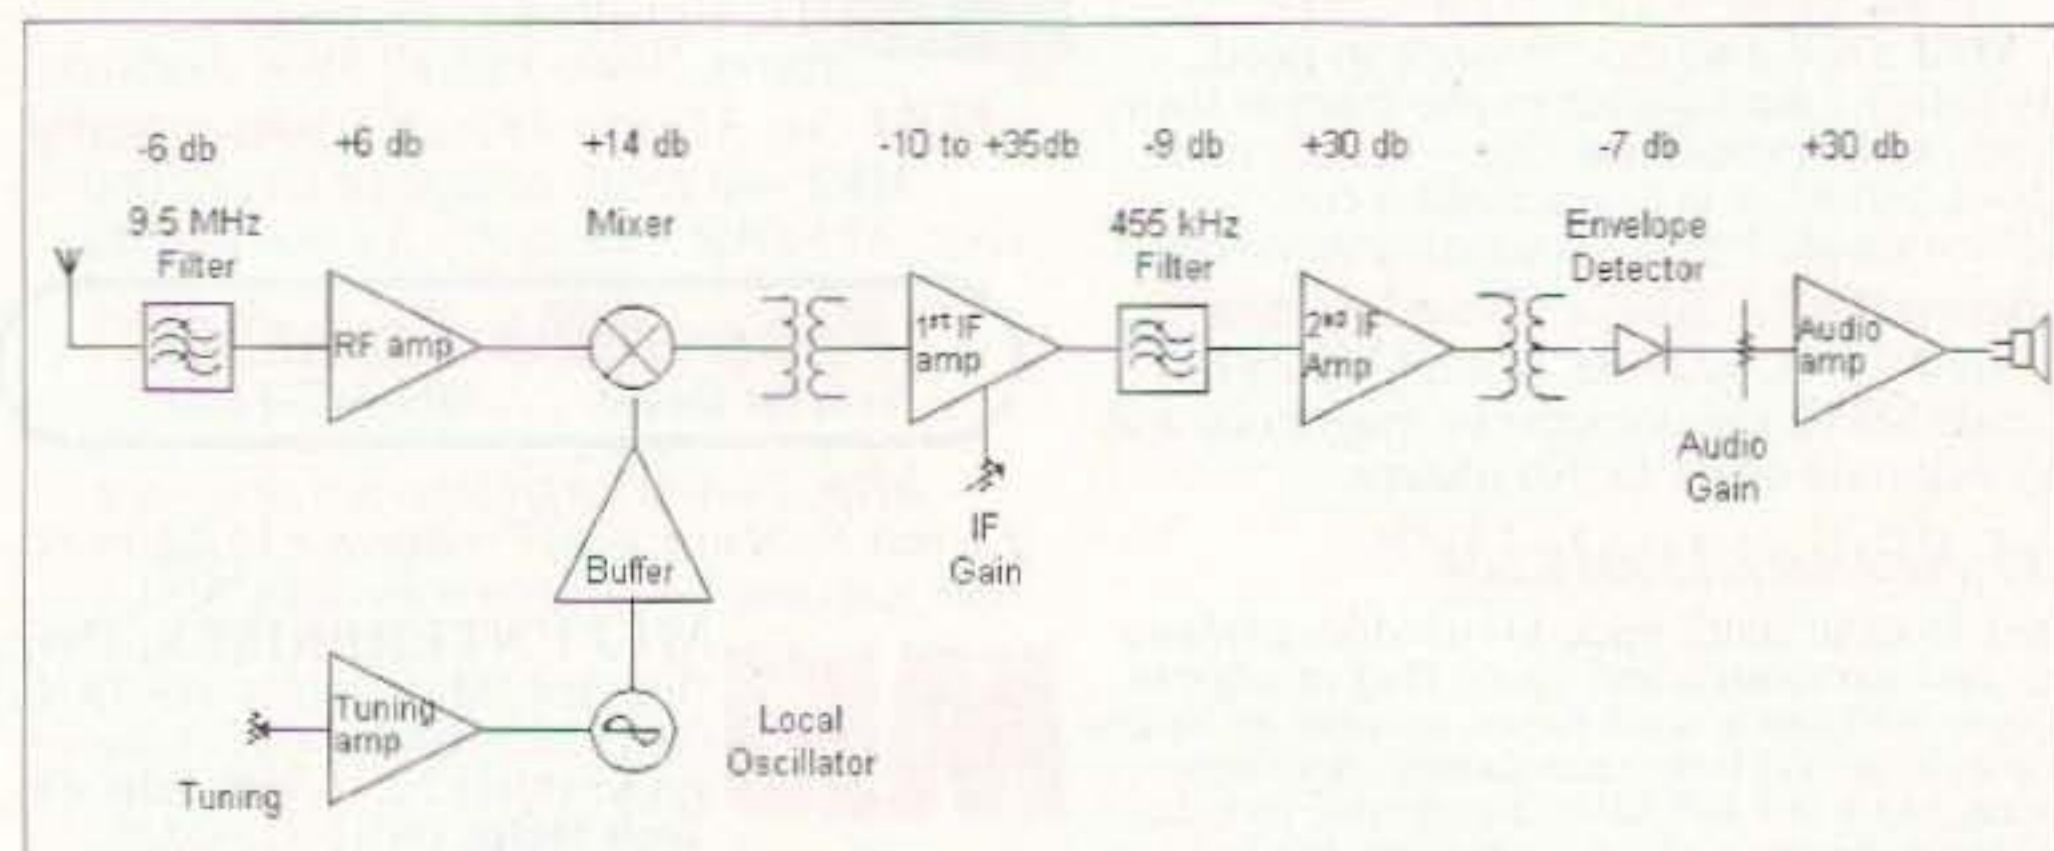 -6 db
+6 db
+14 db
-10 to +35db
-9 db
+30 db
-7 db
+30 db
9.5 MHz
Filter
Mixer
455 kHz
Filter
Envelope
Detector
RF amp
1st IF
amp
2nd IF
Amp
Audio
amp
Audio
Gain
IF
Gain
Buffer
Tuning
amp
Local
Oscillator
Tuning